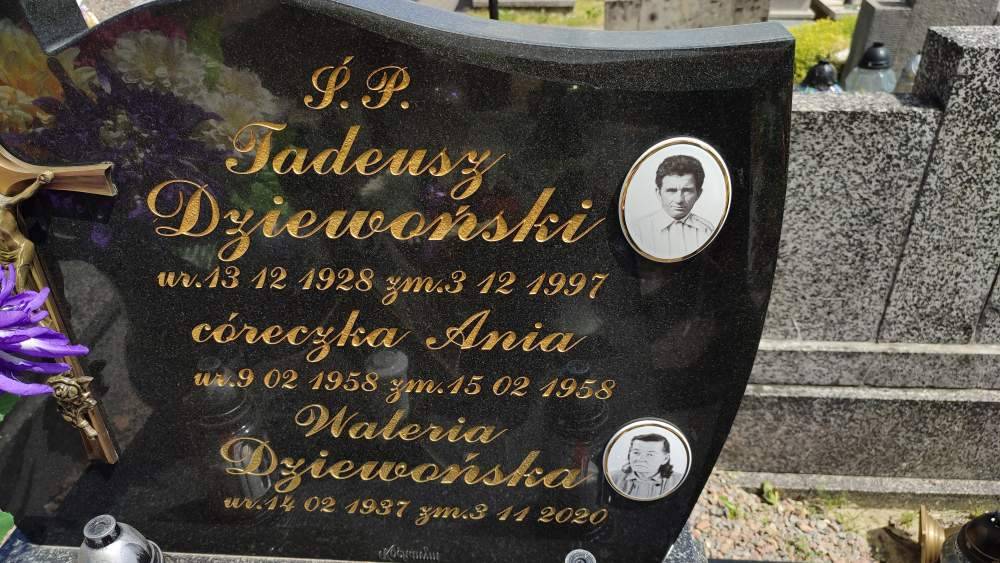 Ś.P.
Tadeusz
Dziewoński
ur.13 12 1928 zm.3 12 1997
córeczka Ania
ur.9 02 1958 zm.15 02 1958
Waleria
Dziewońska
ur.14 02 1937 zm.3 11 2020